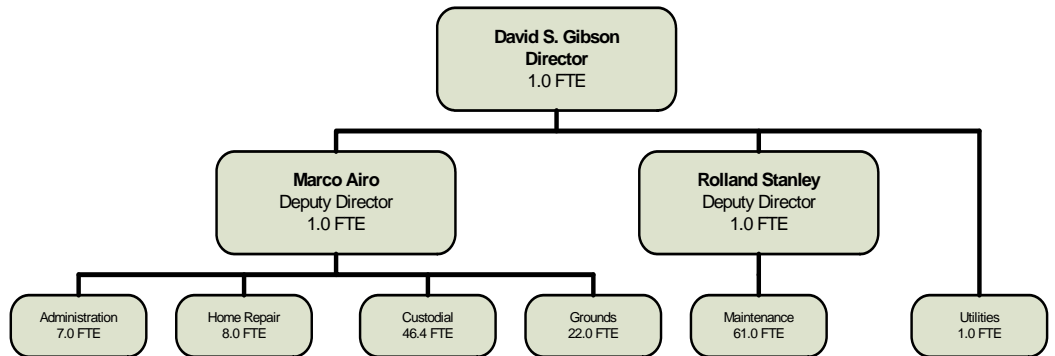 David S. Gibson
Director
1.0 FTE
Marco Airo
Deputy Director
1.0 FTE
Rolland Stanley
Deputy Director
1.0 FTE
Administration
7.0 FTE
Home Repair
8.0 FTE
Custodial
46.4 FTE
Grounds
22.0 FTE
Maintenance
61.0 FTE
Utilities
1.0 FTE